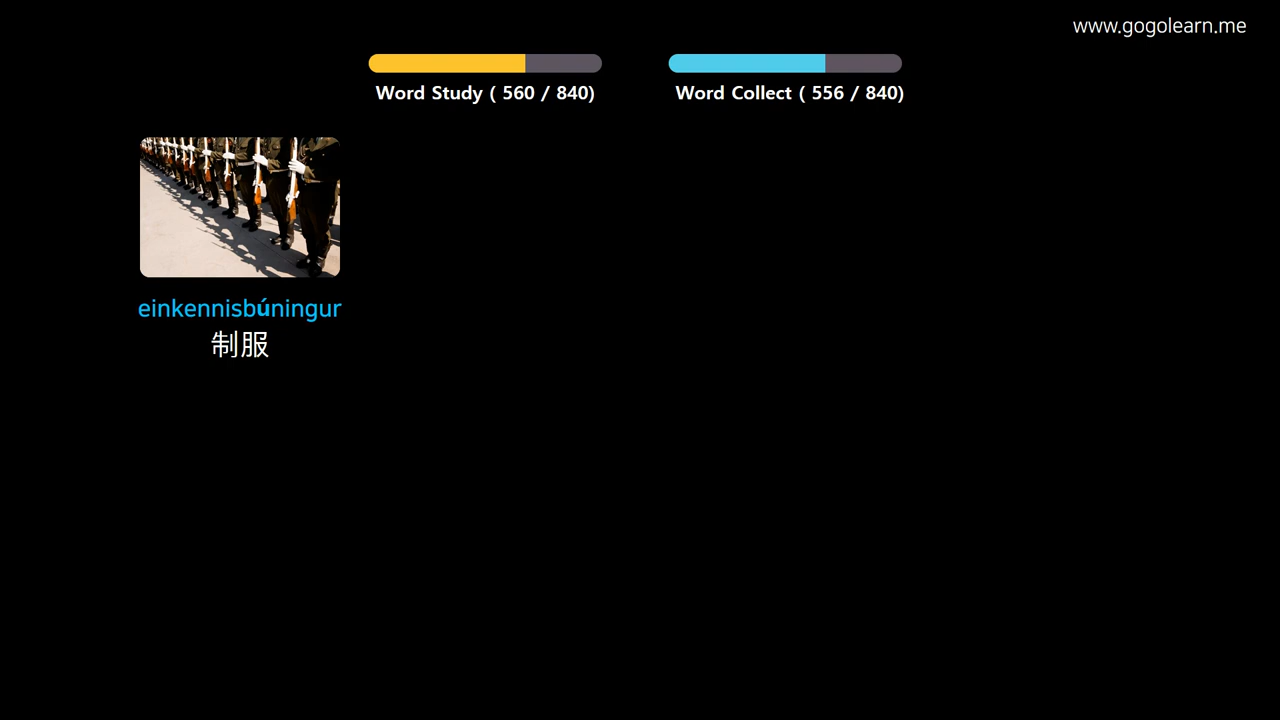 www.gogolearn.me
Word Study ( 560 / 840)
Word Collect ( 556 / 840)
einkennisbúningur
制服